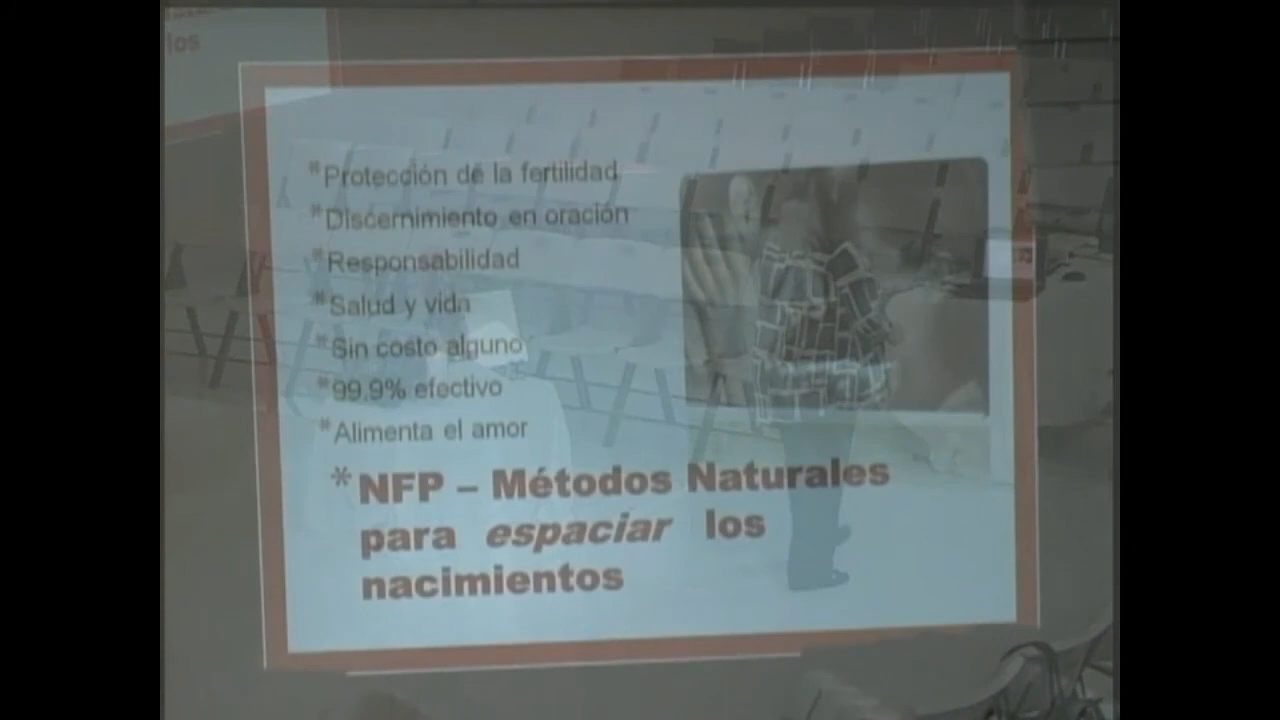 los
*Protección de la fertilidad
*Discernimiento en oración
*Responsabilidad
*Salud y vida
*Sin costo alguno
*99.9% efectivo
*Alimenta el amor
*NFP – Métodos Naturales
para espaciar los
nacimientos